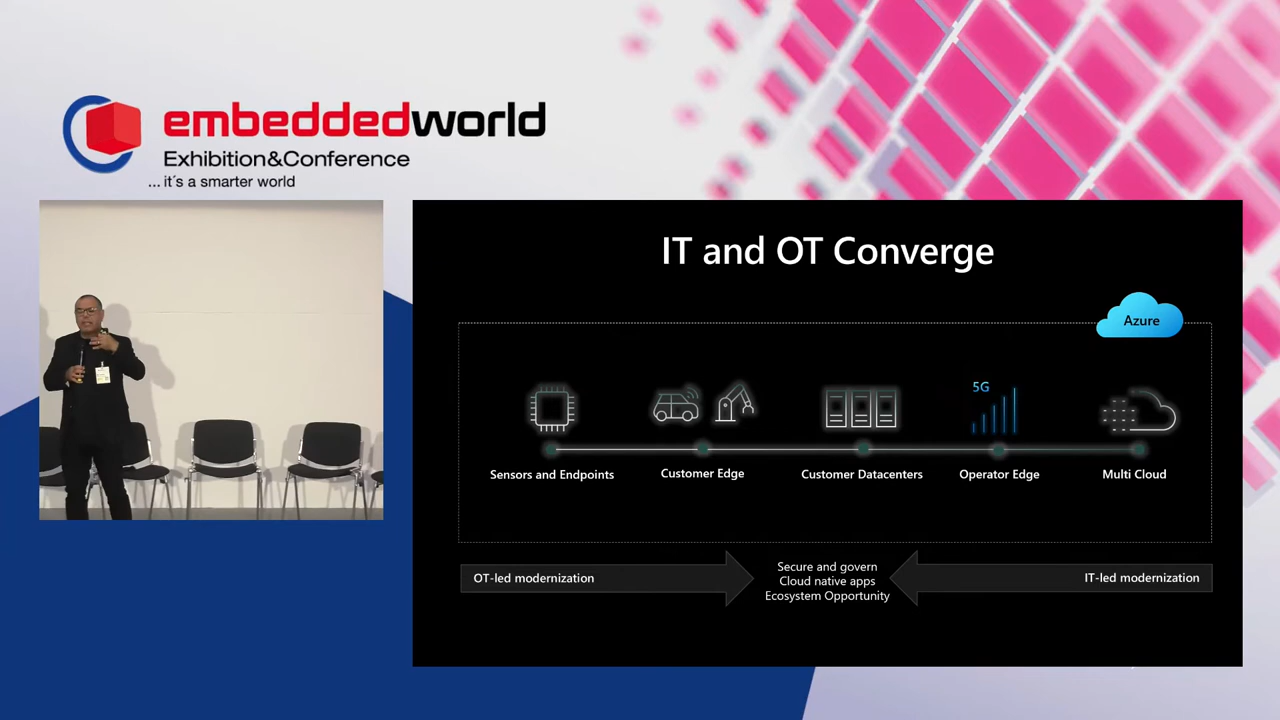 embeddedworld
Exhibition&Conference
... it´s a smarter world
IT and OT Converge
Azure
5G
Sensors and Endpoints
Customer Edge
Customer Datacenters
Operator Edge
Multi Cloud
OT-led modernization
Secure and govern
Cloud native apps
Ecosystem Opportunity
IT-led modernization